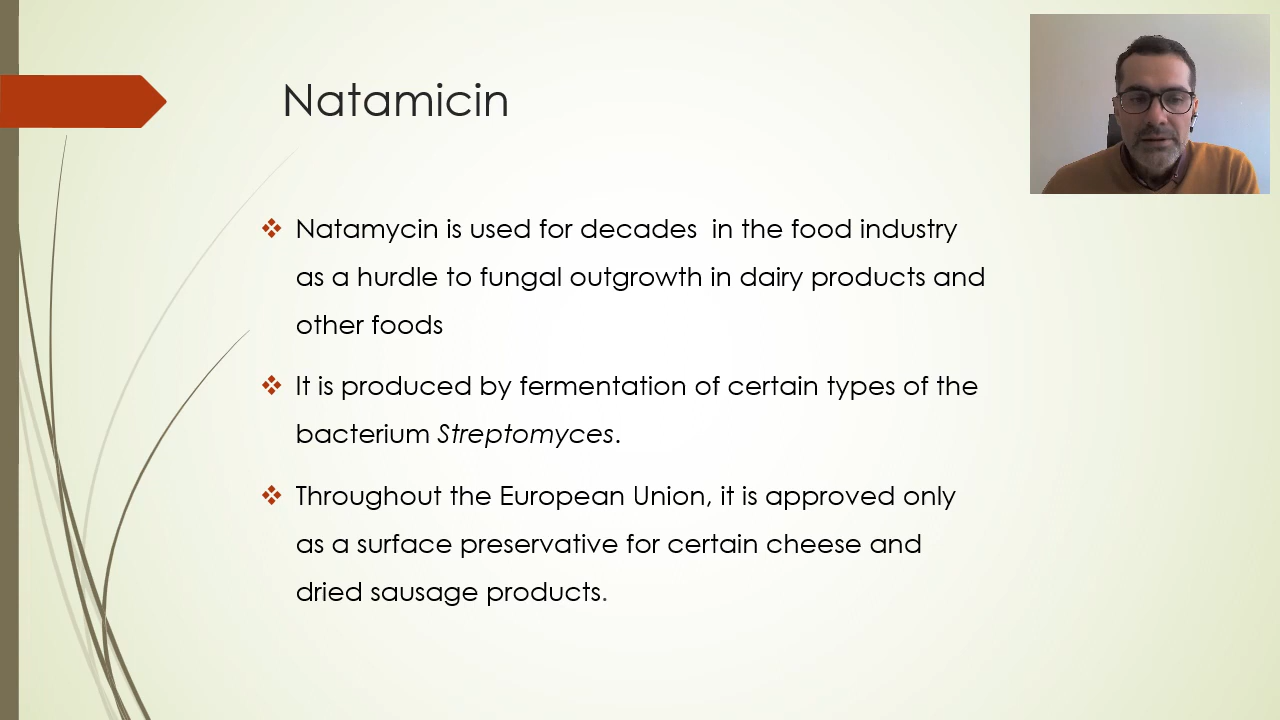 Natamicin
Natamycin is used for decades  in the food industry
as a hurdle to fungal outgrowth in dairy products and
other foods
It is produced by fermentation of certain types of the
bacterium Streptomyces.
Throughout the European Union, it is approved only
as a surface preservative for certain cheese and
dried sausage products.